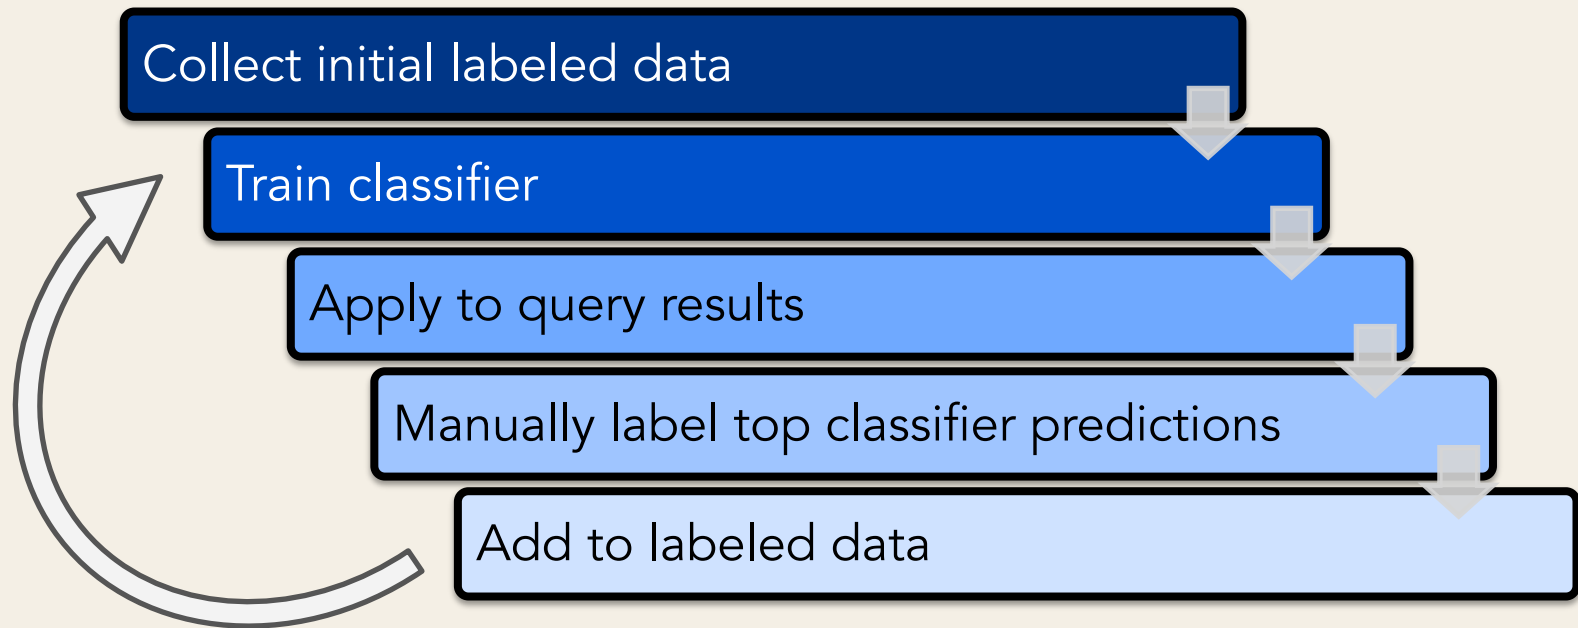 Collect initial labeled data
Train classifier
Apply to query results
Manually label top classifier predictions
Add to labeled data